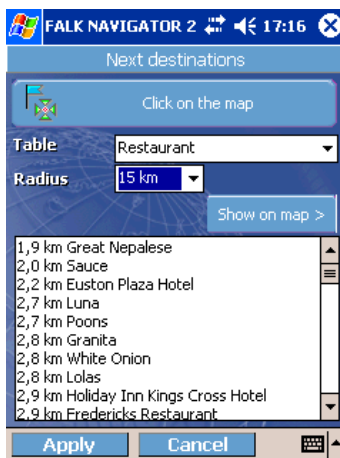 FALK NAVIGATOR 2 17:16
Next destinations
Click on the map
Table Restaurant
Radius 15 km
Show on map >
1,9 km Great Nepalese
2,0 km Sauce
2,2 km Euston Plaza Hotel
2,7 km Luna
2,7 km Poons
2,8 km Granita
2,8 km White Onion
2,8 km Lolas
2,9 km Holiday Inn Kings Cross Hotel
2,9 km Fredericks Restaurant
Apply Cancel